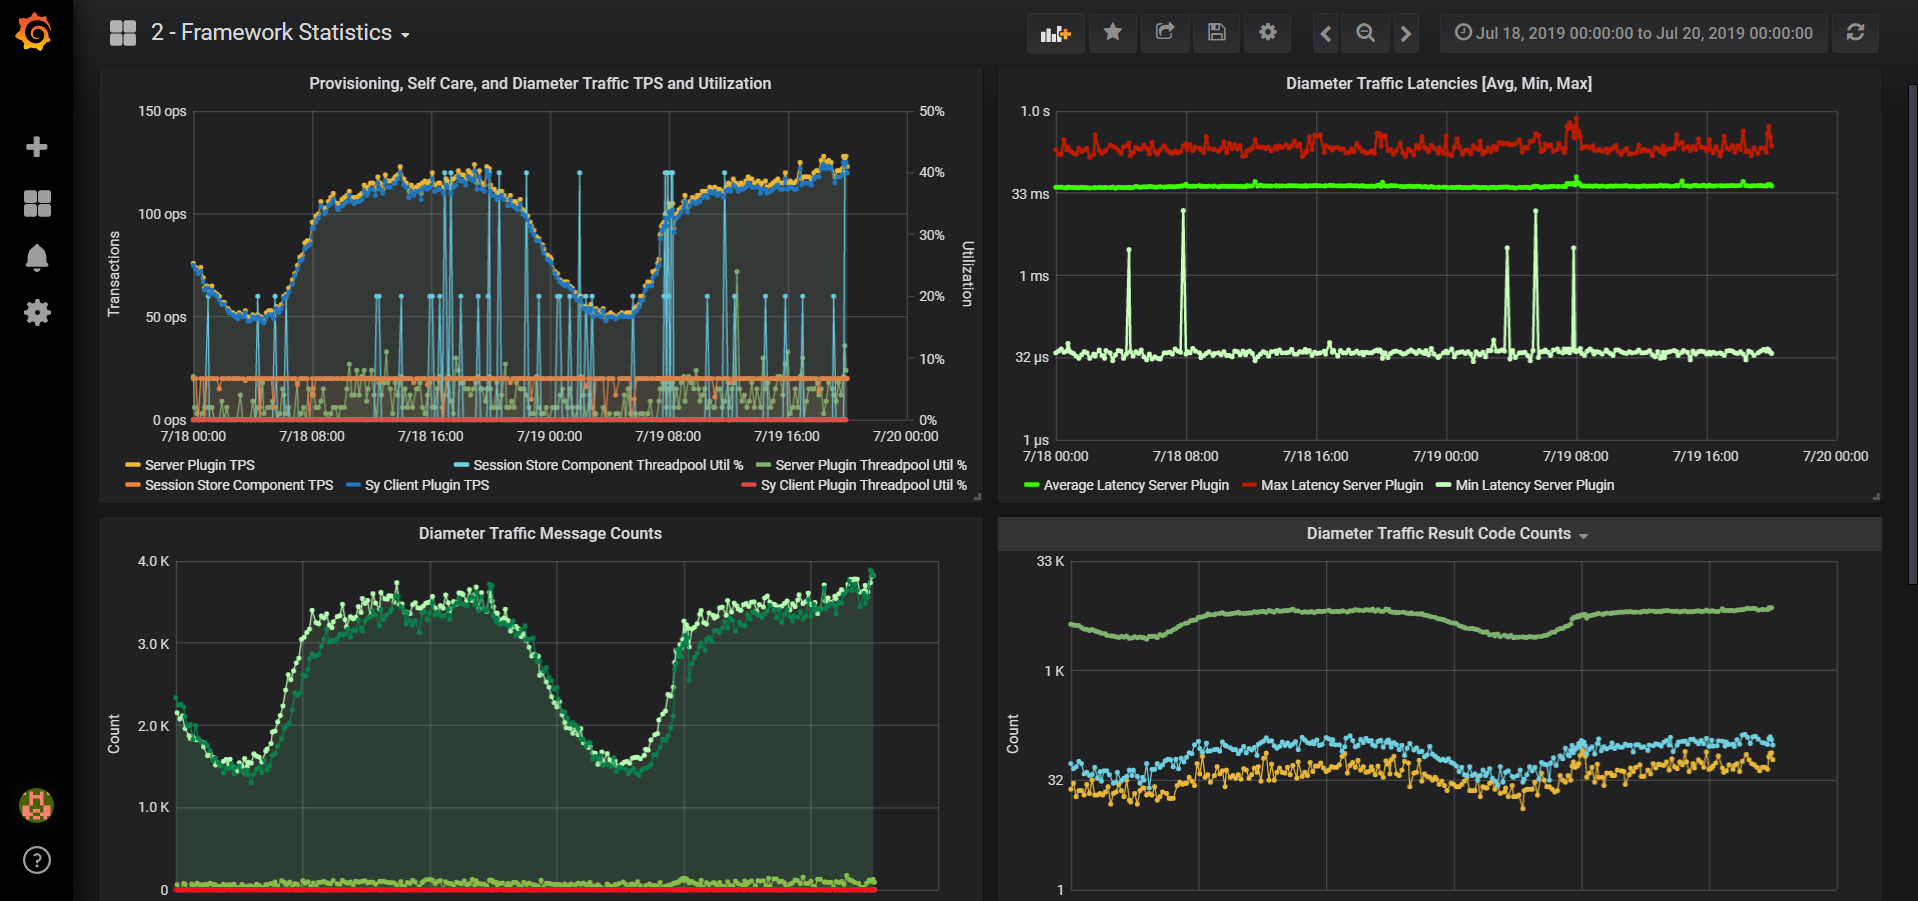 2 - Framework Statistics
Jul 18, 2019 00:00:00 to Jul 20, 2019 00:00:00
Provisioning, Self Care, and Diameter Traffic TPS and Utilization
150 ops
100 ops
50 ops
0 ops
Transactions
50%
40%
30%
20%
10%
0%
Utilization
7/18 00:00 7/18 08:00 7/18 16:00 7/19 00:00 7/19 08:00 7/19 16:00 7/20 00:00
Server Plugin TPS Session Store Component Threadpool Util % Server Plugin Threadpool Util %
Session Store Component TPS Sy Client Plugin TPS Sy Client Plugin Threadpool Util %
Diameter Traffic Latencies [Avg, Min, Max]
1.0 s
33 ms
1 ms
32 µs
1 µs
7/18 00:00 7/18 08:00 7/18 16:00 7/19 00:00 7/19 08:00 7/19 16:00 7/20 00:00
Average Latency Server Plugin Max Latency Server Plugin Min Latency Server Plugin
Diameter Traffic Message Counts
4.0 K
3.0 K
2.0 K
1.0 K
0
Count
Diameter Traffic Result Code Counts
33 K
1 K
32
1
Count
?